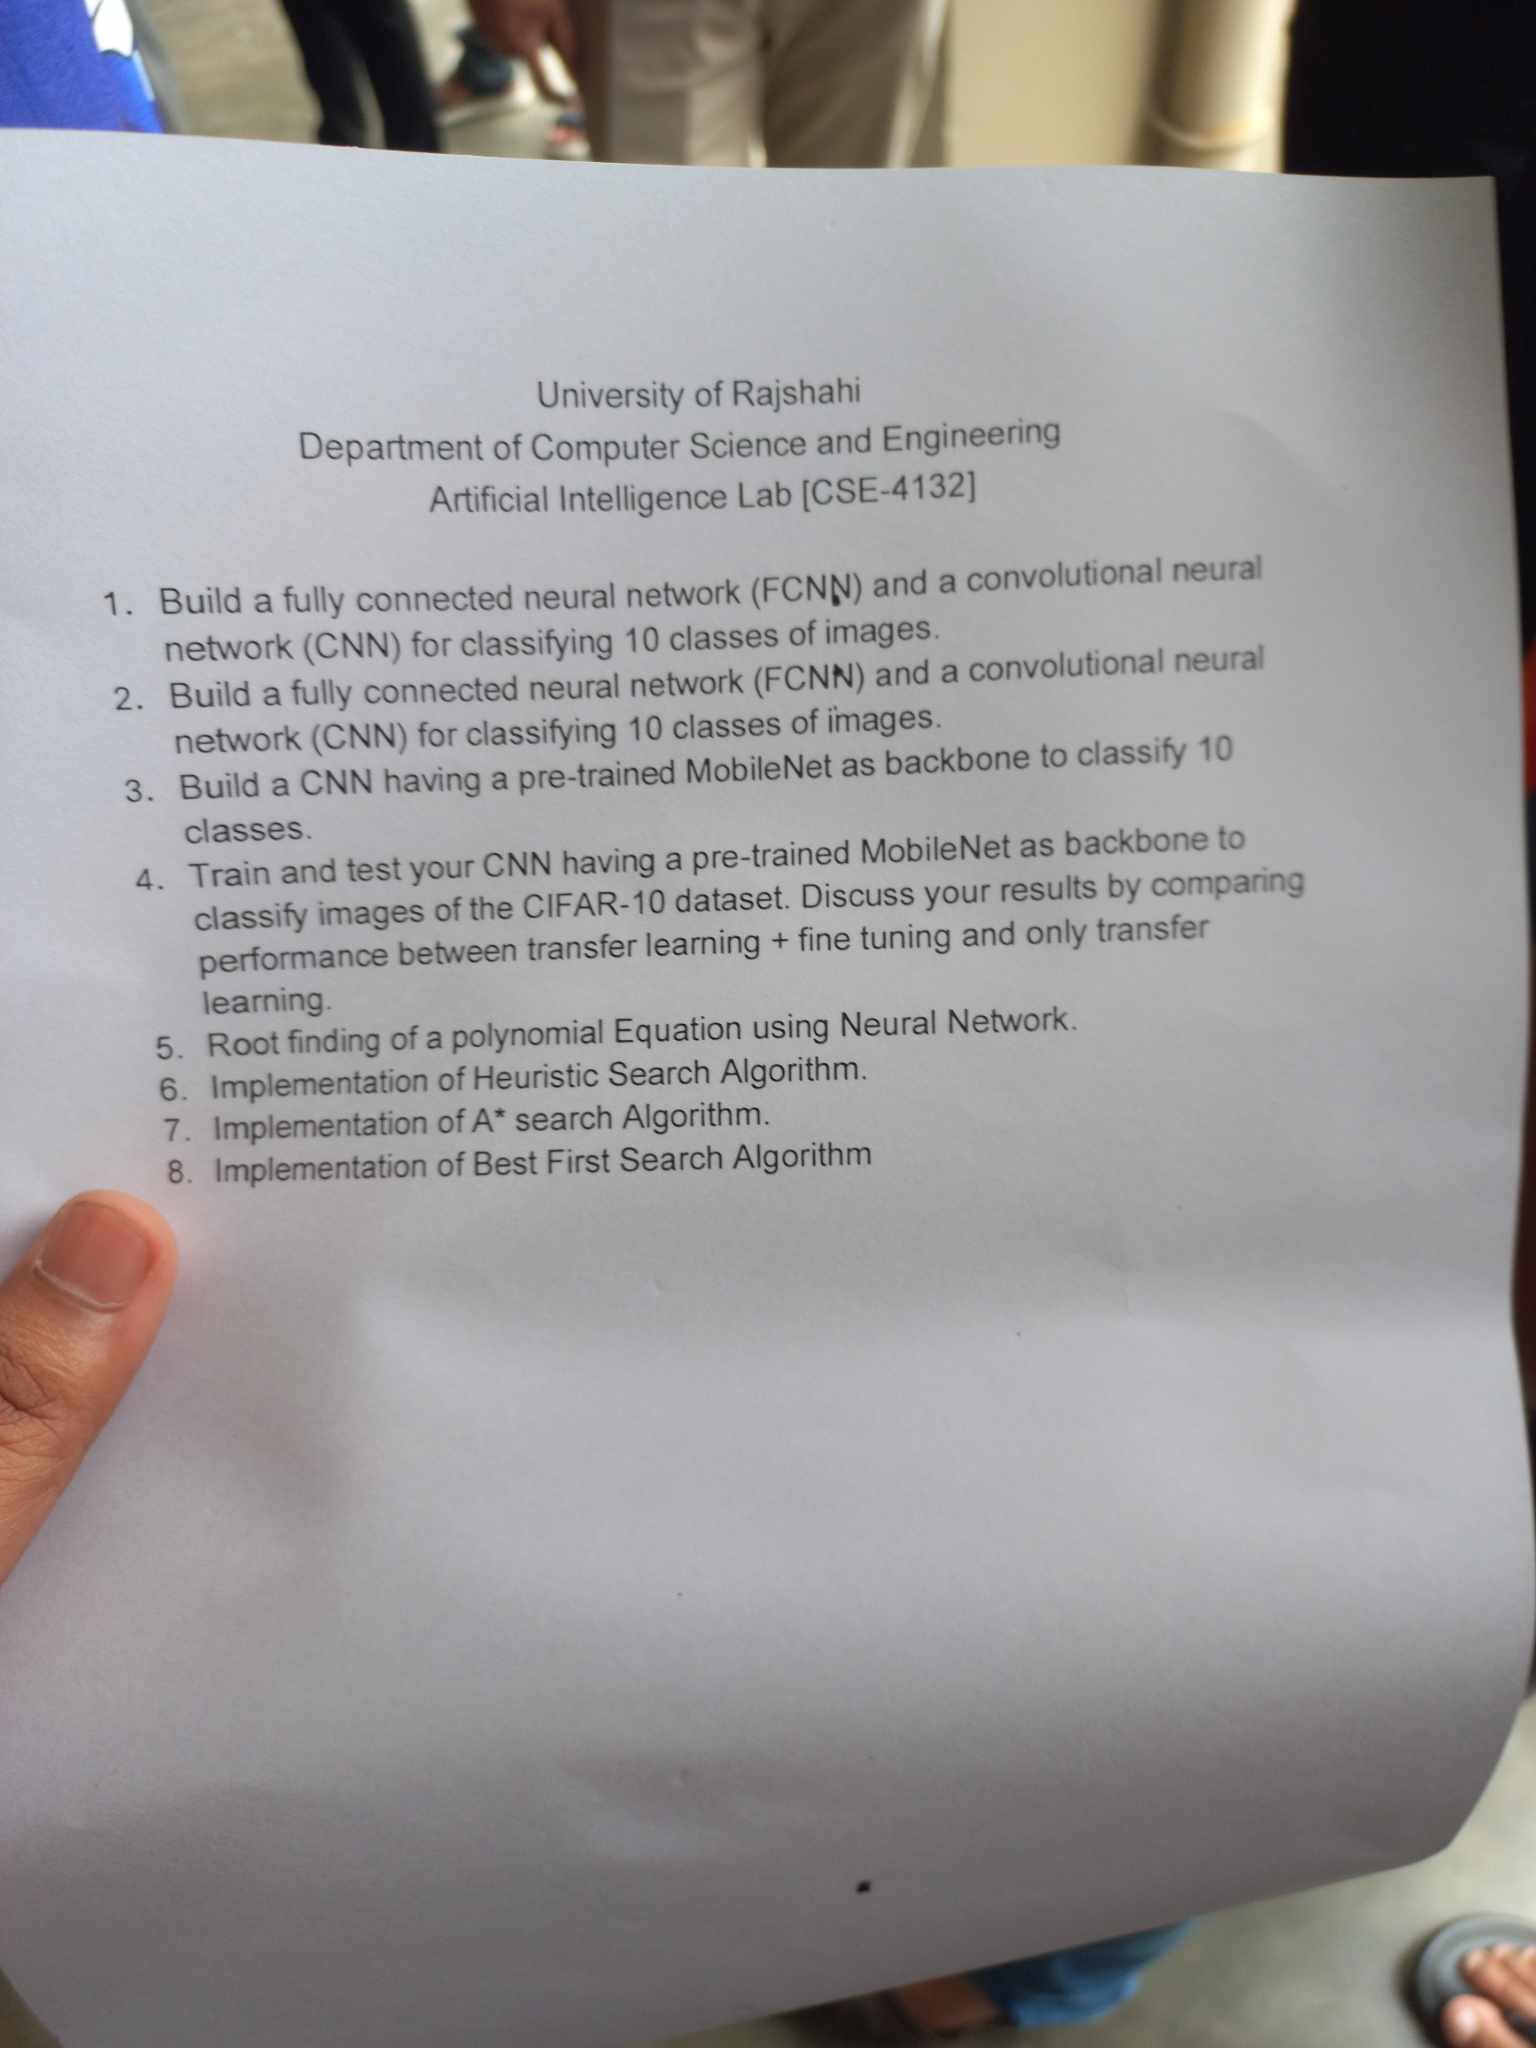 University of Rajshahi
Department of Computer Science and Engineering
Artificial Intelligence Lab [CSE-4132]
1. Build a fully connected neural network (FCNN) and a convolutional neural
network (CNN) for classifying 10 classes of images.
2. Build a fully connected neural network (FCNN) and a convolutional neural
network (CNN) for classifying 10 classes of images.
3. Build a CNN having a pre-trained MobileNet as backbone to classify 10
classes.
4. Train and test your CNN having a pre-trained MobileNet as backbone to
classify images of the CIFAR-10 dataset. Discuss your results by comparing
performance between transfer learning + fine tuning and only transfer
learning.
5. Root finding of a polynomial Equation using Neural Network.
6. Implementation of Heuristic Search Algorithm.
7. Implementation of A* search Algorithm.
8. Implementation of Best First Search Algorithm